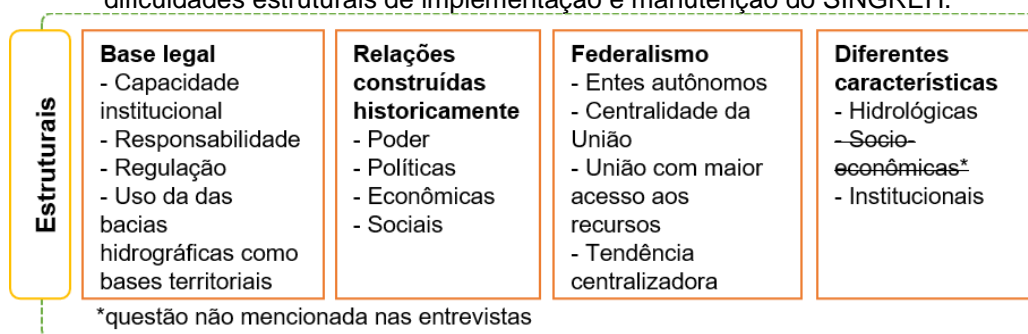 dificuldades estruturais de implementação e manutenção do SINGREH.
Estruturais
Base legal
- Capacidade
institucional
- Responsabilidade
- Regulação
- Uso da das
bacias
hidrográficas como
bases territoriais
Relações
construídas
historicamente
- Poder
- Políticas
- Econômicas
- Sociais
Federalismo
- Entes autônomos
- Centralidade da
União
- União com maior
acesso aos
recursos
- Tendência
centralizadora
Diferentes
características
- Hidrológicas
- Socio-
econômicas*
- Institucionais
*questão não mencionada nas entrevistas